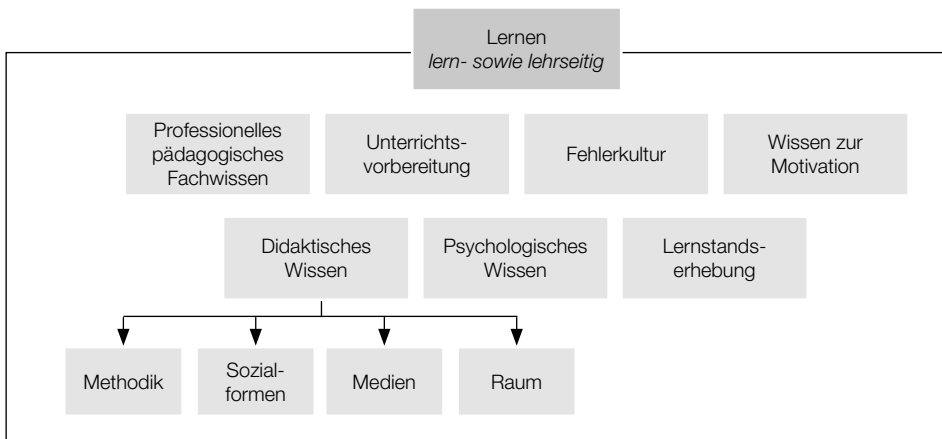 Lernen
lern- sowie lehrseitig
Professionelles
pädagogisches
Fachwissen
Unterrichts-
vorbereitung
Fehlerkultur
Wissen zur
Motivation
Didaktisches
Wissen
Psychologisches
Wissen
Lernstands-
erhebung
Methodik
Sozial-
formen
Medien
Raum